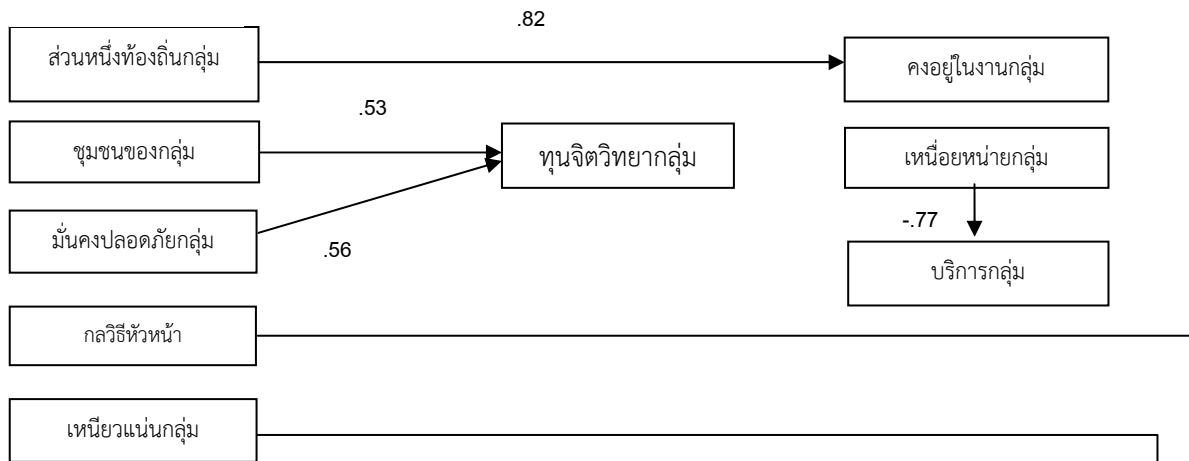 .82
ส่วนหนึ่งท้องถิ่นกลุ่ม
คงอยู่ในงานกลุ่ม
.53
ชุมชนของกลุ่ม
ทุนจิตวิทยากลุ่ม
เหนื่อยหน่ายกลุ่ม
มั่นคงปลอดภัยกลุ่ม
.56
-.77
บริการกลุ่ม
กลวิธีหัวหน้า
เหนียวแน่นกลุ่ม